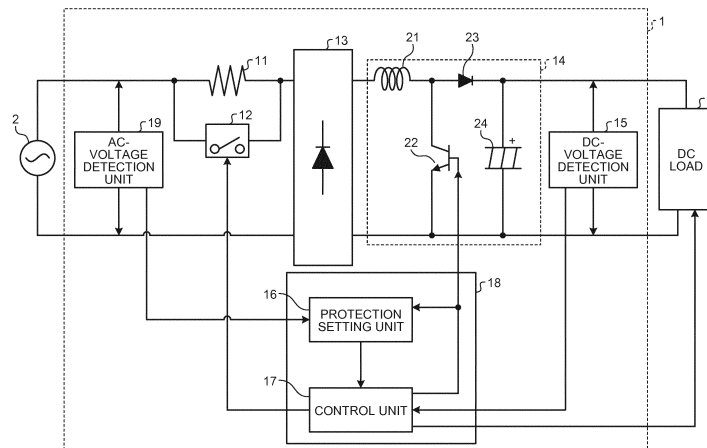 1
13
21
23
14
11
2
19
AC-
VOLTAGE
DETECTION
UNIT
12
22
24
+
15
DC-
VOLTAGE
DETECTION
UNIT
DC
LOAD
18
16
PROTECTION
SETTING UNIT
17
CONTROL UNIT